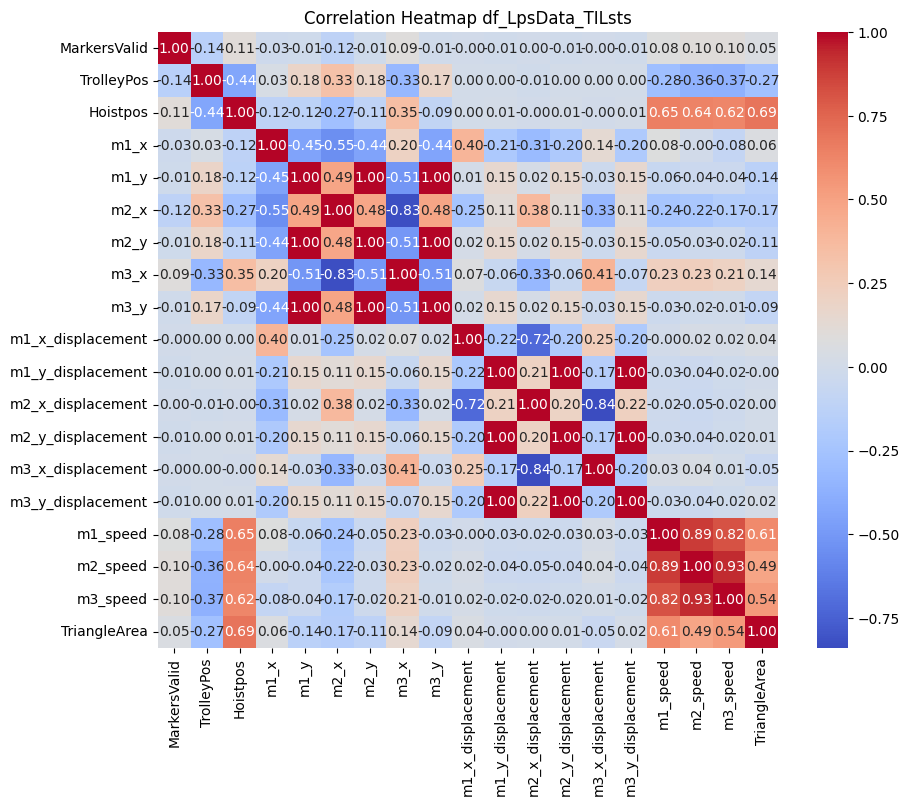 Correlation Heatmap df_LpsData_TILsts
MarkersValid 1.00 -0.14 0.11 -0.03 -0.01 -0.12 -0.01 0.09 -0.01 -0.00 -0.01 0.00 -0.01 -0.00 -0.01 0.08 0.10 0.10 0.05
TrolleyPos -0.14 1.00 -0.44 0.03 0.18 0.33 0.18 -0.33 0.17 0.00 0.00 -0.01 0.00 0.00 0.00 -0.28 -0.36 -0.37 -0.27
Hoistpos 0.11 -0.44 1.00 -0.12 -0.12 -0.27 -0.11 0.35 -0.09 0.00 0.01 -0.00 0.01 -0.00 0.01 0.65 0.64 0.62 0.69
m1_x -0.03 0.03 -0.12 1.00 -0.45 -0.55 -0.44 0.20 -0.44 0.40 -0.21 -0.31 -0.20 0.14 -0.20 0.08 -0.00 -0.08 0.06
m1_y -0.01 0.18 -0.12 -0.45 1.00 0.49 1.00 -0.51 1.00 0.01 0.15 0.02 0.15 -0.03 0.15 -0.06 -0.04 -0.04 -0.14
m2_x -0.12 0.33 -0.27 -0.55 0.49 1.00 0.48 -0.83 0.48 -0.25 0.11 0.38 0.11 -0.33 0.11 -0.24 -0.22 -0.17 -0.17
m2_y -0.01 0.18 -0.11 -0.44 1.00 0.48 1.00 -0.51 1.00 0.02 0.15 0.02 0.15 -0.03 0.15 -0.05 -0.03 -0.02 -0.11
m3_x 0.09 -0.33 0.35 0.20 -0.51 -0.83 -0.51 1.00 -0.51 0.07 -0.06 -0.33 -0.06 0.41 -0.07 0.23 0.23 0.21 0.14
m3_y -0.01 0.17 -0.09 -0.44 1.00 0.48 1.00 -0.51 1.00 0.02 0.15 0.02 0.15 -0.03 0.15 -0.03 -0.02 -0.01 -0.09
m1_x_displacement -0.00 0.00 0.00 0.40 0.01 -0.25 0.02 0.07 0.02 1.00 -0.22 -0.72 -0.20 0.25 -0.20 -0.00 0.02 0.02 0.04
m1_y_displacement -0.01 0.00 0.01 -0.21 0.15 0.11 0.15 -0.06 0.15 -0.22 1.00 0.21 1.00 -0.17 1.00 -0.03 -0.04 -0.02 -0.00
m2_x_displacement 0.00 -0.01 -0.00 -0.31 0.02 0.38 0.02 -0.33 0.02 -0.72 0.21 1.00 0.20 -0.84 0.22 -0.02 -0.05 -0.02 0.00
m2_y_displacement -0.01 0.00 0.01 -0.20 0.15 0.11 0.15 -0.06 0.15 -0.20 1.00 0.20 1.00 -0.17 1.00 -0.03 -0.04 -0.02 0.01
m3_x_displacement -0.00 0.00 -0.00 0.14 -0.03 -0.33 -0.03 0.41 -0.03 0.25 -0.17 -0.84 -0.17 1.00 -0.20 0.03 0.04 0.01 -0.05
m3_y_displacement -0.01 0.00 0.01 -0.20 0.15 0.11 0.15 -0.07 0.15 -0.20 1.00 0.22 1.00 -0.20 1.00 -0.03 -0.04 -0.02 0.02
m1_speed 0.08 -0.28 0.65 0.08 -0.06 -0.24 -0.05 0.23 -0.03 -0.00 -0.03 -0.02 -0.03 0.03 -0.03 1.00 0.89 0.82 0.61
m2_speed 0.10 -0.36 0.64 -0.00 -0.04 -0.22 -0.03 0.23 -0.02 0.02 -0.04 -0.05 -0.04 0.04 -0.04 0.89 1.00 0.93 0.49
m3_speed 0.10 -0.37 0.62 -0.08 -0.04 -0.17 -0.02 0.21 -0.01 0.02 -0.02 -0.02 -0.02 0.01 -0.02 0.82 0.93 1.00 0.54
TriangleArea 0.05 -0.27 0.69 0.06 -0.14 -0.17 -0.11 0.14 -0.09 0.04 -0.00 0.00 0.01 -0.05 0.02 0.61 0.49 0.54 1.00
MarkersValid
TrolleyPos
Hoistpos
m1_x
m1_y
m2_x
m2_y
m3_x
m3_y
m1_x_displacement
m1_y_displacement
m2_x_displacement
m2_y_displacement
m3_x_displacement
m3_y_displacement
m1_speed
m2_speed
m3_speed
TriangleArea
1.00
0.75
0.50
0.25
0.00
−0.25
−0.50
−0.75